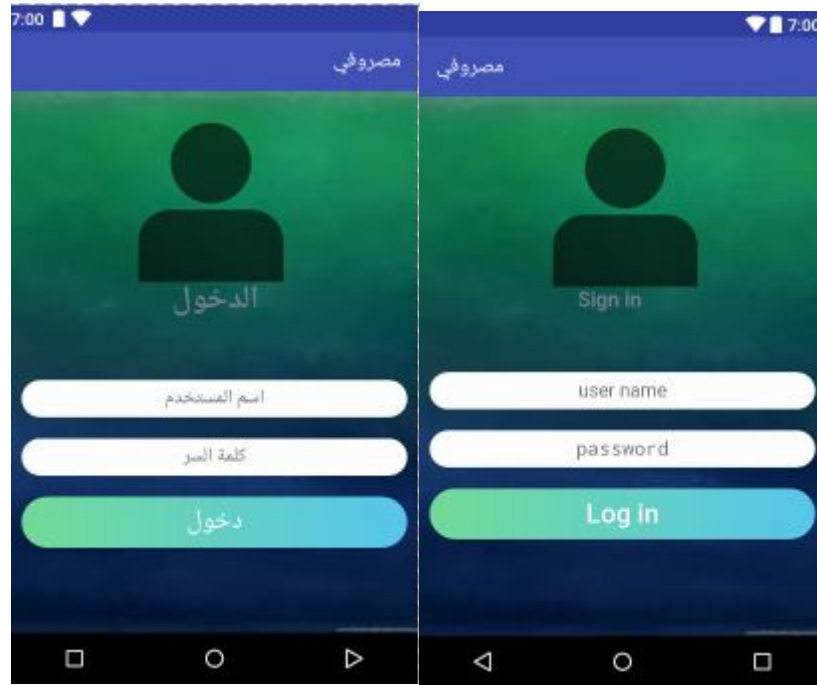 7:00
مصروفي
الدخول
اسم المستخدم
كلمة السر
دخول
7:00
مصروفي
Sign in
user name
password
Log in